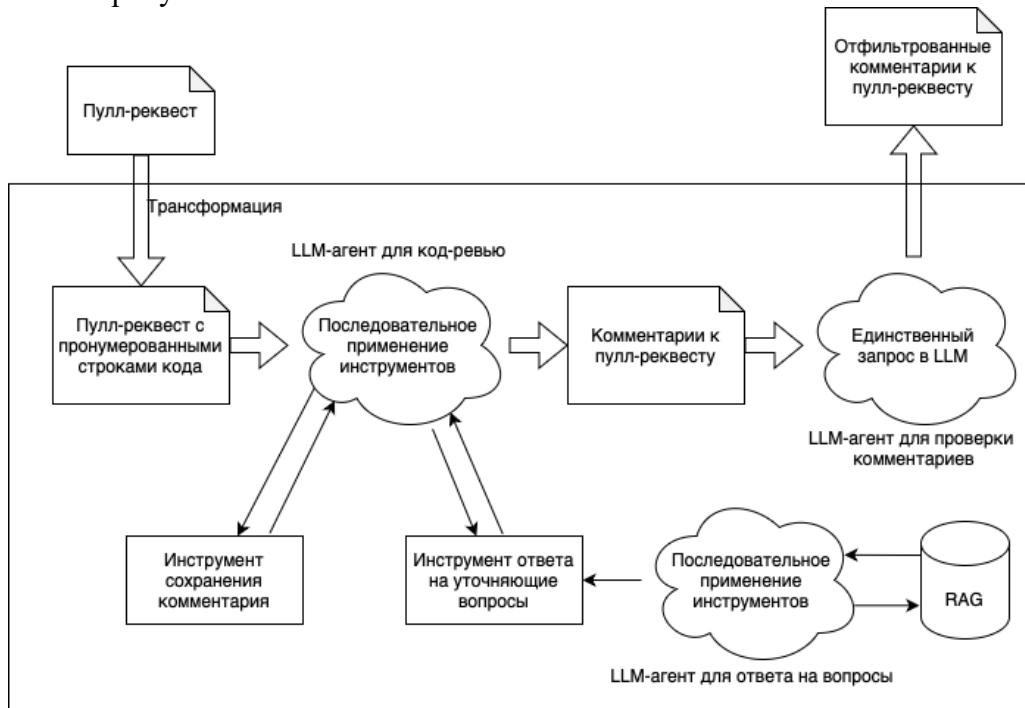 Отфильтрованные
комментарии к
пулл-реквесту
Пулл-реквест
Трансформация
LLM-агент для код-ревью
Пулл-реквест с
пронумерованными
строками кода
Последовательное
применение
инструментов
Комментарии к
пулл-реквесту
Единственный
запрос в LLM
LLM-агент для проверки
комментариев
Инструмент
сохранения
комментария
Инструмент ответа
на уточняющие
вопросы
Последовательное
применение
инструментов
RAG
LLM-агент для ответа на вопросы